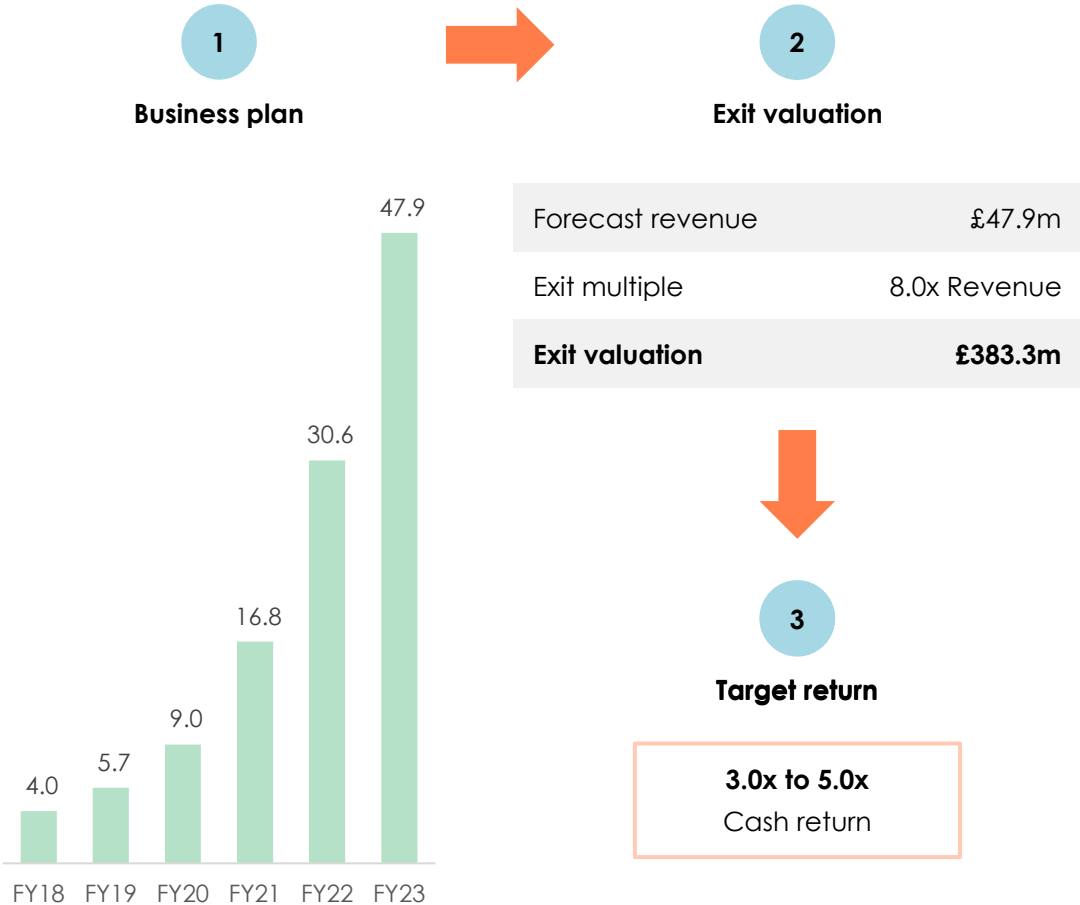 1
Business plan
47.9
30.6
16.8
9.0
5.7
4.0
FY18 FY19 FY20 FY21 FY22 FY23
2
Exit valuation
Forecast revenue £47.9m
Exit multiple 8.0x Revenue
Exit valuation £383.3m
3
Target return
3.0x to 5.0x
Cash return